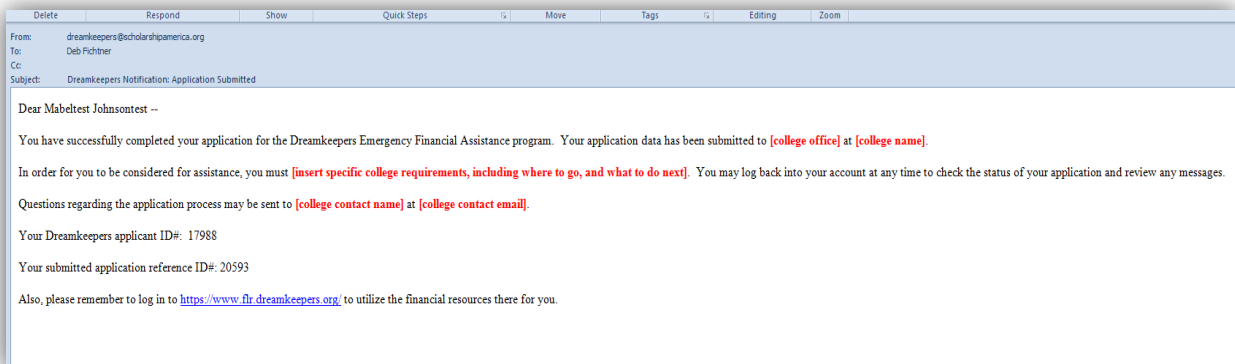 Delete Respond Show Quick Steps Move Tags Editing Zoom
From: dreamkeepers@scholarshipamerica.org
To: Deb Fichtner
Cc:
Subject: Dreamkeepers Notification: Application Submitted
Dear Mabeltest Johnsontest --
You have successfully completed your application for the Dreamkeepers Emergency Financial Assistance program.  Your application data has been submitted to [college office] at [college name].
In order for you to be considered for assistance, you must [insert specific college requirements, including where to go, and what to do next].  You may log back into your account at any time to check the status of your application and review any messages.
Questions regarding the application process may be sent to [college contact name] at [college contact email].
Your Dreamkeepers applicant ID#:  17988
Your submitted application reference ID#: 20593
Also, please remember to log in to https://www.flr.dreamkeepers.org/ to utilize the financial resources there for you.